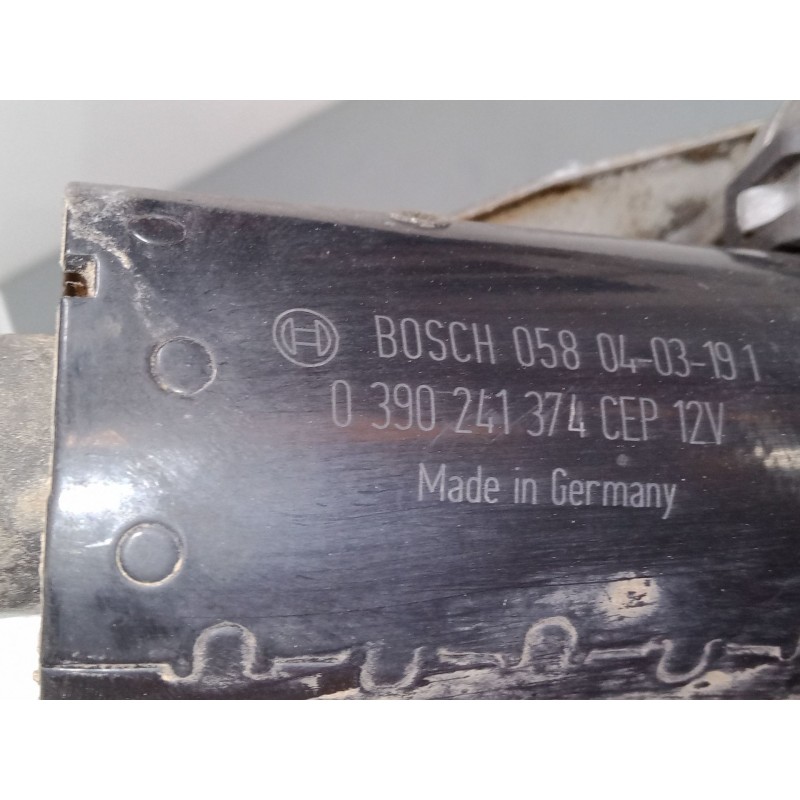 BOSCH 058 04-03-19 1
0 390 241 374 CEP 12V
Made in Germany